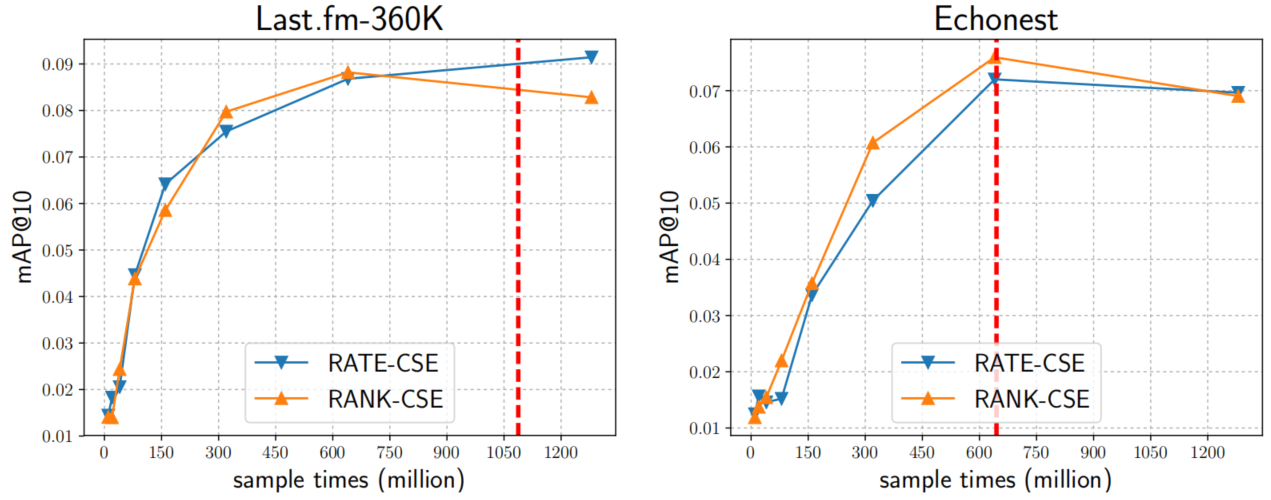 Last.fm-360K
mAP@10
0.09
0.08
0.07
0.06
0.05
0.04
0.03
0.02
0.01
RATE-CSE
RANK-CSE
0 150 300 450 600 750 900 1050 1200
sample times (million)
Echonest
mAP@10
0.07
0.06
0.05
0.04
0.03
0.02
0.01
RATE-CSE
RANK-CSE
0 150 300 450 600 750 900 1050 1200
sample times (million)